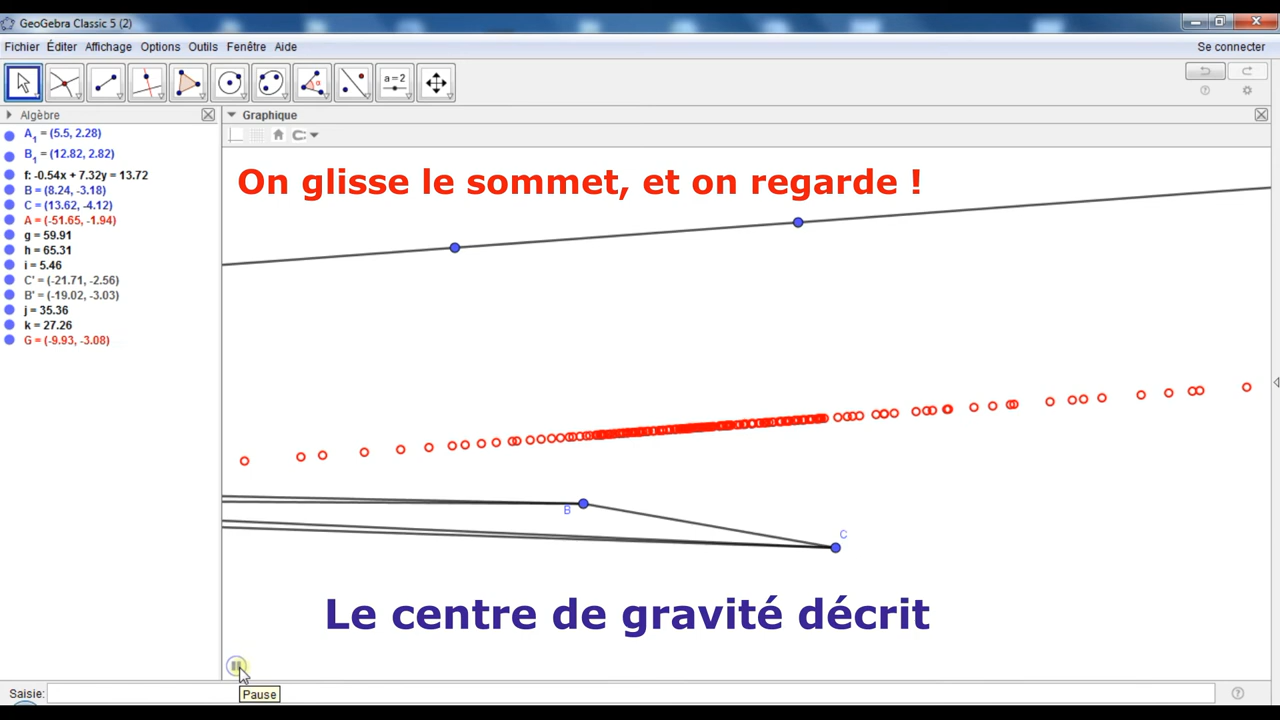 GeoGebra Classic 5 (2)
Fichier Éditer Affichage Options Outils Fenêtre Aide
Se connecter
a = 2
Algèbre
Graphique
A1 = (5.5, 2.28)
B1 = (12.82, 2.82)
f: -0.54x + 7.32y = 13.72
B = (8.24, -3.18)
C = (13.62, -4.12)
A = (-51.65, -1.94)
g = 59.91
h = 65.31
i = 5.46
C' = (-21.71, -2.56)
B' = (-19.02, -3.03)
j = 35.36
k = 27.26
G = (-9.93, -3.08)
On glisse le sommet, et on regarde !
B
C
Le centre de gravité décrit
Pause
Saisie: